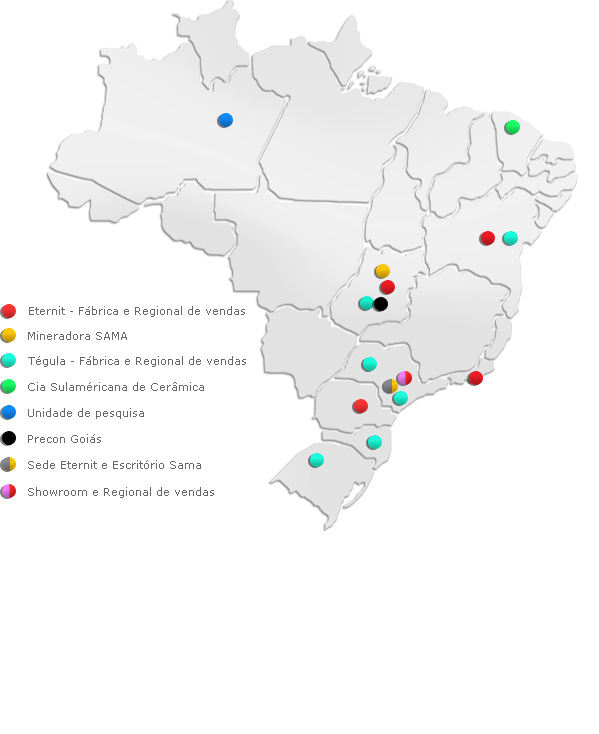 Eternit - Fábrica e Regional de vendas
Mineradora SAMA
Tégula - Fábrica e Regional de vendas
Cia Sulaméricana de Cerâmica
Unidade de pesquisa
Precon Goiás
Sede Eternit e Escritório Sama
Showroom e Regional de vendas